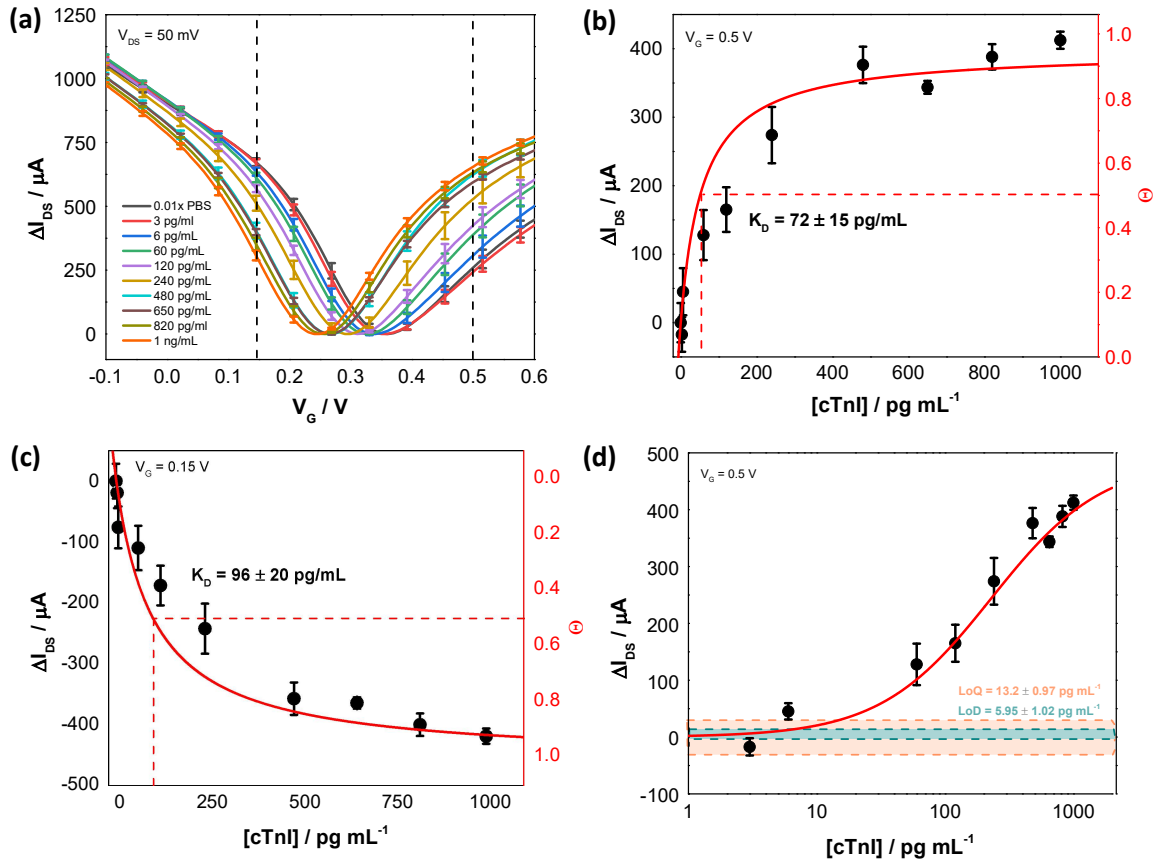 (a)
V_DS = 50 mV
ΔI_DS / µA
1250
1000
750
500
250
0
0.01x PBS
3 pg/ml
6 pg/mL
60 pg/mL
120 pg/mL
240 pg/mL
480 pg/mL
650 pg/mL
820 pg/ml
1 ng/mL
-0.1 0.0 0.1 0.2 0.3 0.4 0.5 0.6
V_G / V
(b)
V_G = 0.5 V
ΔI_DS / µA
400
350
300
250
200
150
100
50
0
K_D = 72 ± 15 pg/mL
1.0
0.8
0.6
0.4
0.2
0.0
Θ
0 200 400 600 800 1000
[cTnI] / pg mL⁻¹
(c)
V_G = 0.15 V
ΔI_DS / µA
0
-100
-200
-300
-400
-500
K_D = 96 ± 20 pg/mL
0.0
0.2
0.4
0.6
0.8
1.0
Θ
0 250 500 750 1000
[cTnI] / pg mL⁻¹
(d)
V_G = 0.5 V
ΔI_DS / µA
500
400
300
200
100
0
-100
LoQ = 13.2 ± 0.97 pg mL⁻¹
LoD = 5.95 ± 1.02 pg mL⁻¹
1 10 100 1000
[cTnI] / pg mL⁻¹